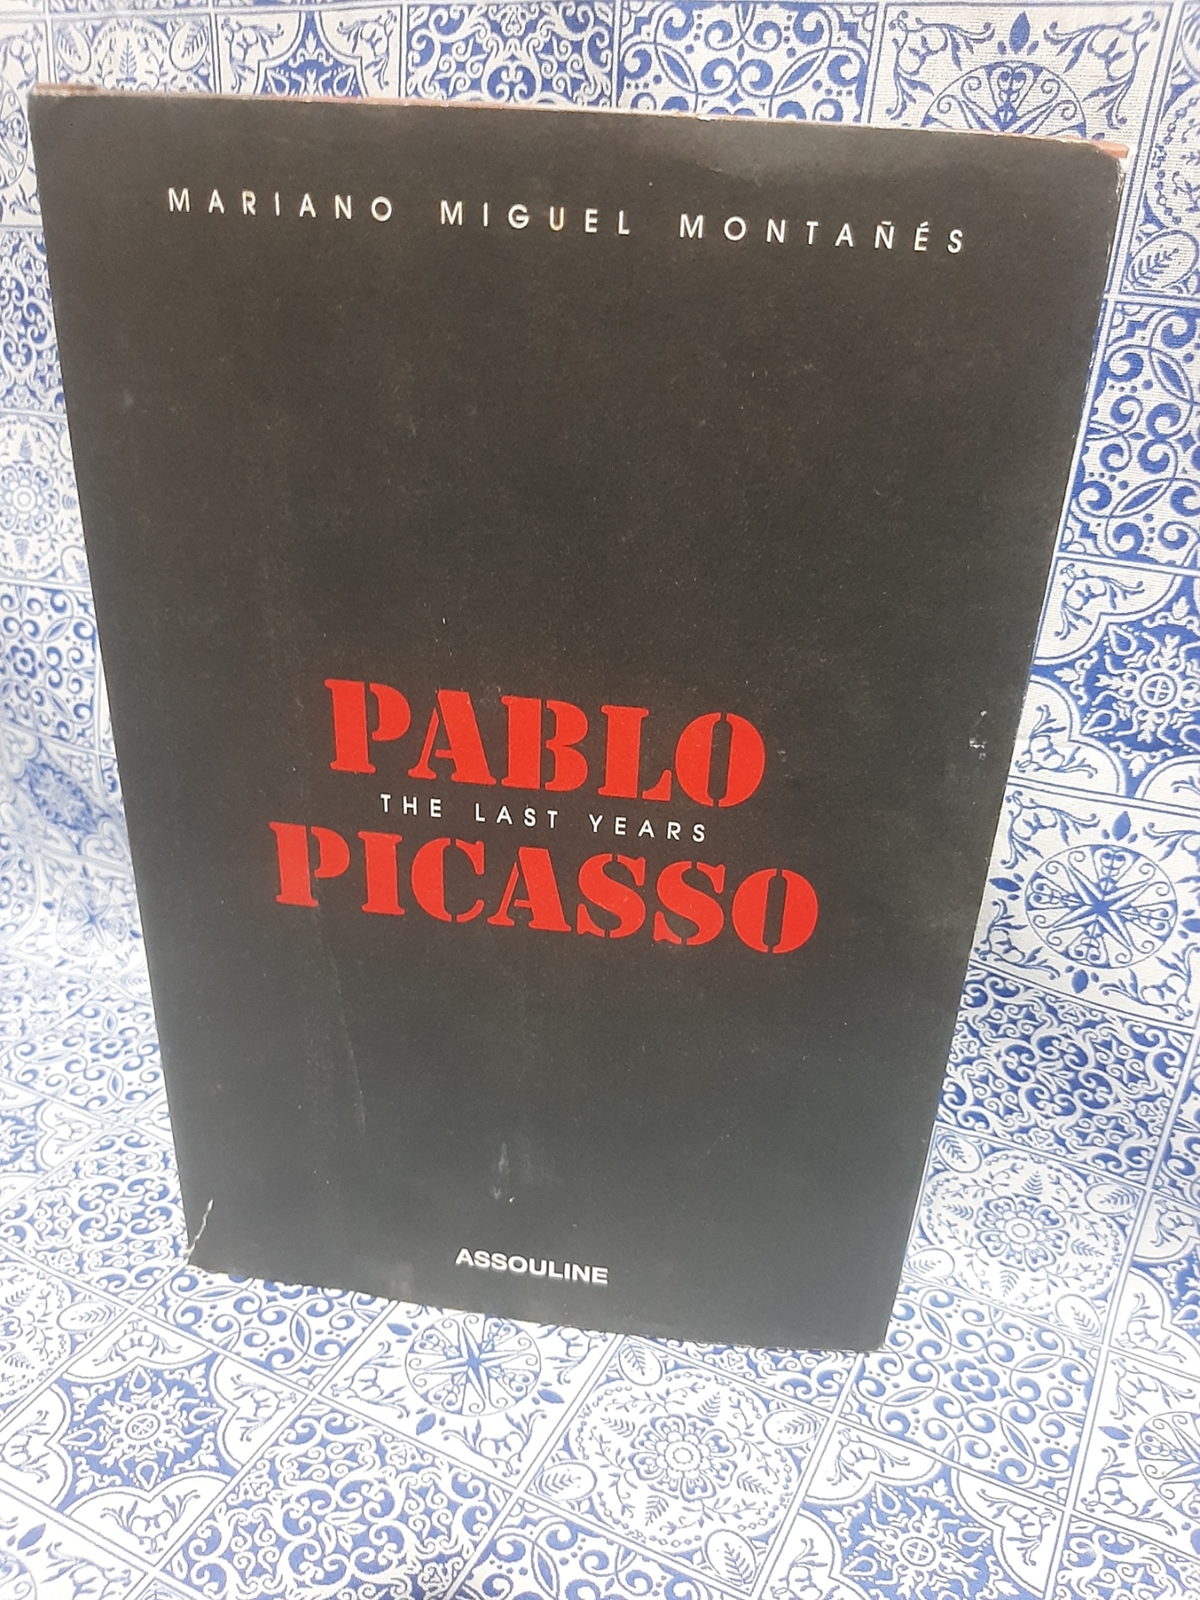 MARIANO MIGUEL MONTAÑÉS
PABLO
THE LAST YEARS
PICASSO
ASSOULINE